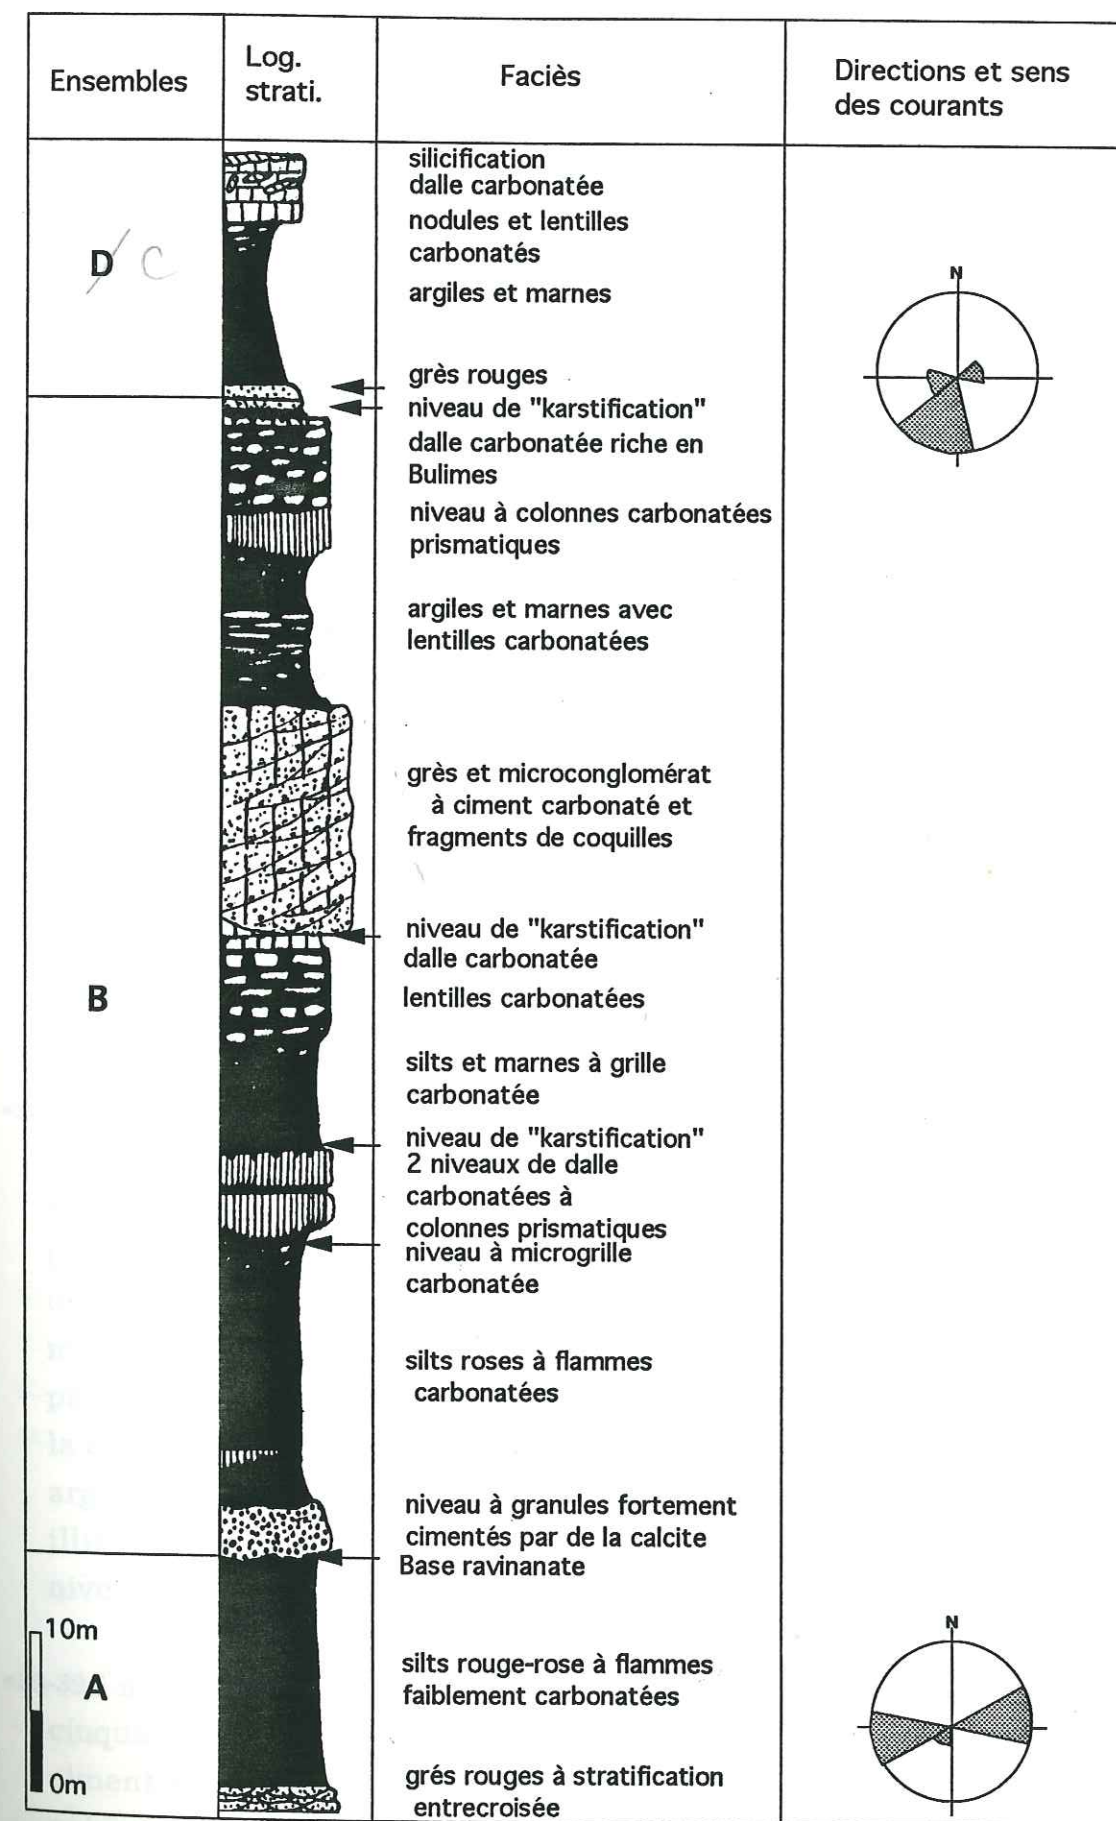 Ensembles
Log.
strati.
Faciès
Directions et sens
des courants
D C
silicification
dalle carbonatée
nodules et lentilles
carbonatés
argiles et marnes
grès rouges
N
B
niveau de "karstification"
dalle carbonatée riche en
Bulimes
niveau à colonnes carbonatées
prismatiques
argiles et marnes avec
lentilles carbonatées
grès et microconglomérat
à ciment carbonaté et
fragments de coquilles
niveau de "karstification"
dalle carbonatée
lentilles carbonatées
silts et marnes à grille
carbonatée
niveau de "karstification"
2 niveaux de dalle
carbonatées à
colonnes prismatiques
niveau à microgrille
carbonatée
silts roses à flammes
carbonatées
niveau à granules fortement
cimentés par de la calcite
Base ravinanate
10m
A
0m
silts rouge-rose à flammes
faiblement carbonatées
grés rouges à stratification
entrecroisée
N